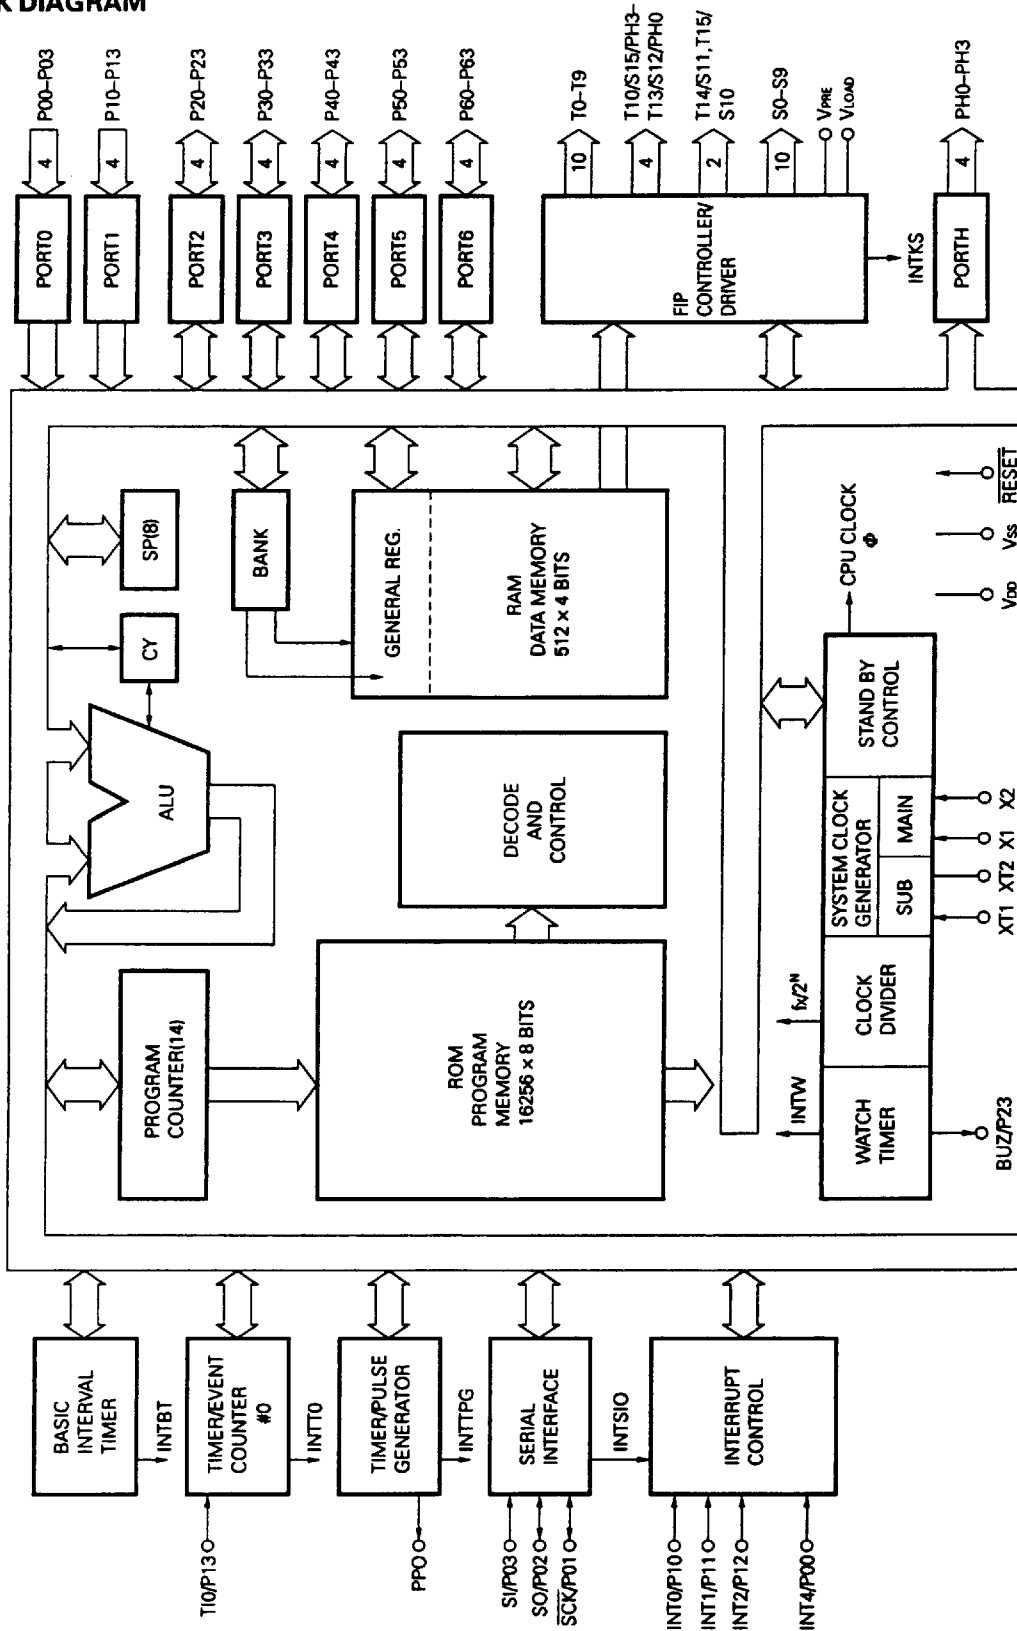 K DIAGRAM
BASIC
INTERVAL
TIMER
INTBT
TI0/P13
TIMER/EVENT
COUNTER
#0
INTT0
PPO
TIMER/PULSE
GENERATOR
INTTPG
SI/P03
SO/P02
SCK/P01
SERIAL
INTERFACE
INTSIO
INT0/P10
INT1/P11
INT2/P12
INT4/P00
INTERRUPT
CONTROL
PROGRAM
COUNTER(14)
ALU
CY
SP(8)
BANK
ROM
PROGRAM
MEMORY
16256 x 8 BITS
DECODE
AND
CONTROL
GENERAL REG.
RAM
DATA MEMORY
512 x 4 BITS
INTW
fx/2N
WATCH
TIMER
CLOCK
DIVIDER
SYSTEM CLOCK
GENERATOR
SUB
MAIN
STAND BY
CONTROL
CPU CLOCK
Φ
BUZ/P23
XT1 XT2 X1 X2
VDD
VSS
RESET
PORT0
4
P00-P03
PORT1
4
P10-P13
PORT2
4
P20-P23
PORT3
4
P30-P33
PORT4
4
P40-P43
PORT5
4
P50-P53
PORT6
4
P60-P63
FIP
CONTROLLER/
DRIVER
10
T0-T9
4
T10/S15/PH3-
T13/S12/PH0
2
T14/S11,T15/
S10
10
S0-S9
VPRE
VLOAD
INTKS
PORTH
4
PH0-PH3